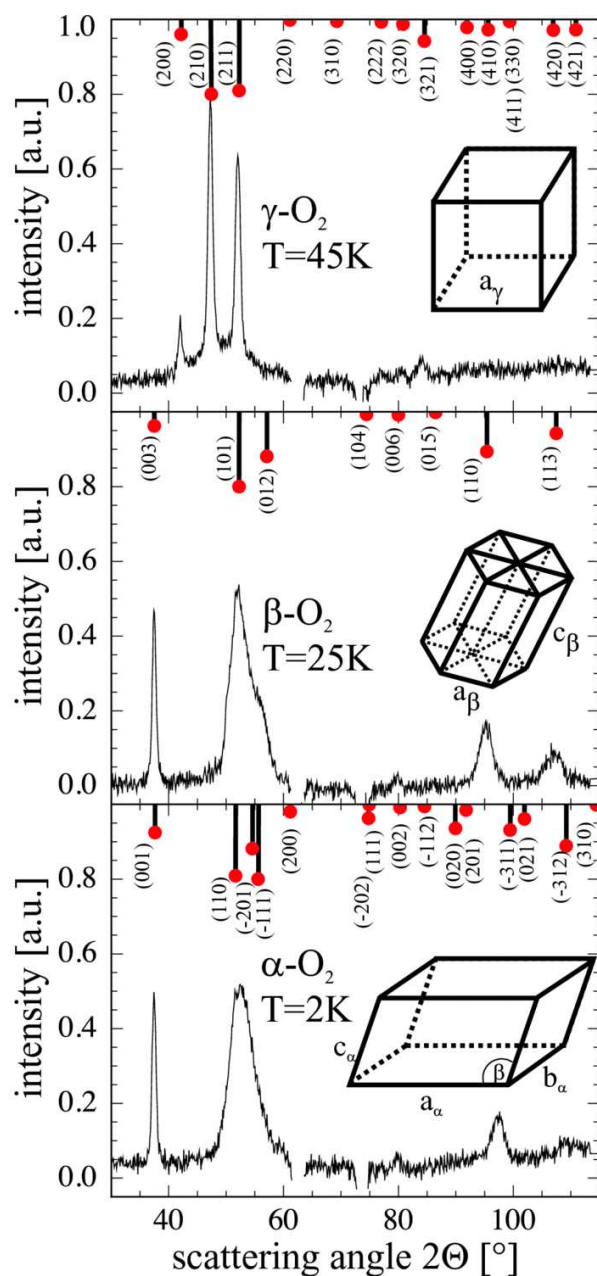 1.0
0.8
0.6
0.4
0.2
0.0
intensity [a.u.]
(200)
(210)
(211)
(220)
(310)
(222)
(320)
(321)
(400)
(410)
(330)
(411)
(420)
(421)
γ-O₂
T=45K
aγ
0.8
0.6
0.4
0.2
0.0
intensity [a.u.]
(003)
(101)
(012)
(104)
(006)
(015)
(110)
(113)
β-O₂
T=25K
aβ
cβ
0.8
0.6
0.4
0.2
0.0
intensity [a.u.]
(001)
(110)
(-201)
(-111)
(200)
(-202)
(111)
(002)
(-112)
(020)
(201)
(-311)
(021)
(-312)
(310)
α-O₂
T=2K
cα
aα
β
bα
40 60 80 100
scattering angle 2Θ [°]